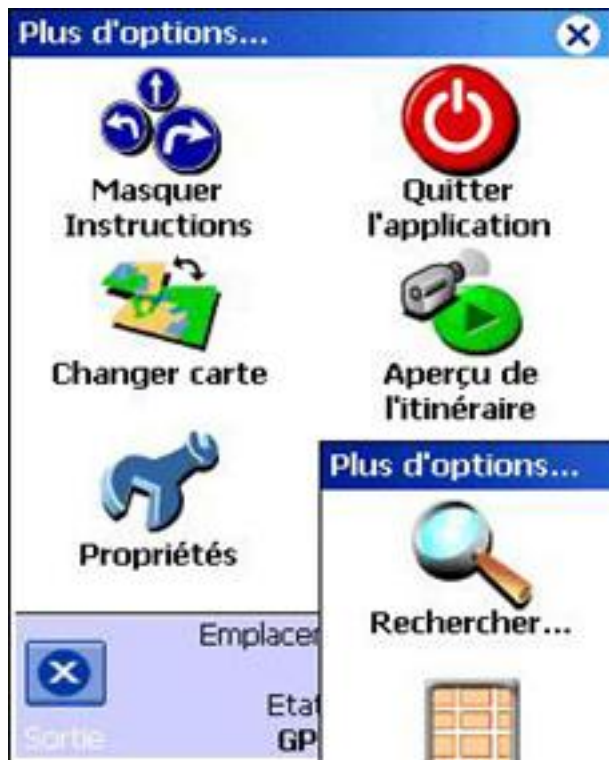 Plus d'options...
Masquer
Instructions
Quitter
l'application
Changer carte
Aperçu de
l'itinéraire
Propriétés
Plus d'options...
Rechercher...
Sortie